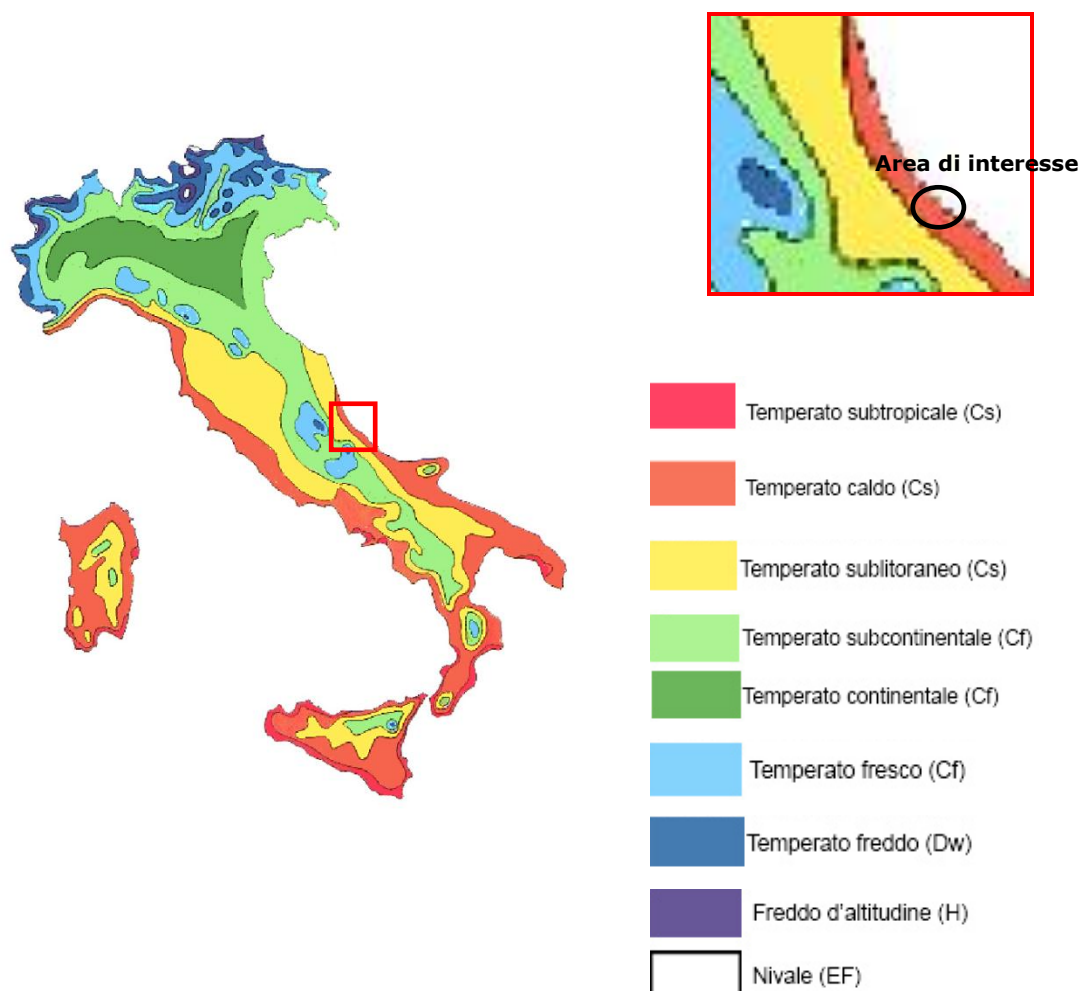 Area di interesse
Temperato subtropicale (Cs)
Temperato caldo (Cs)
Temperato sublitoraneo (Cs)
Temperato subcontinentale (Cf)
Temperato continentale (Cf)
Temperato fresco (Cf)
Temperato freddo (Dw)
Freddo d'altitudine (H)
Nivale (EF)